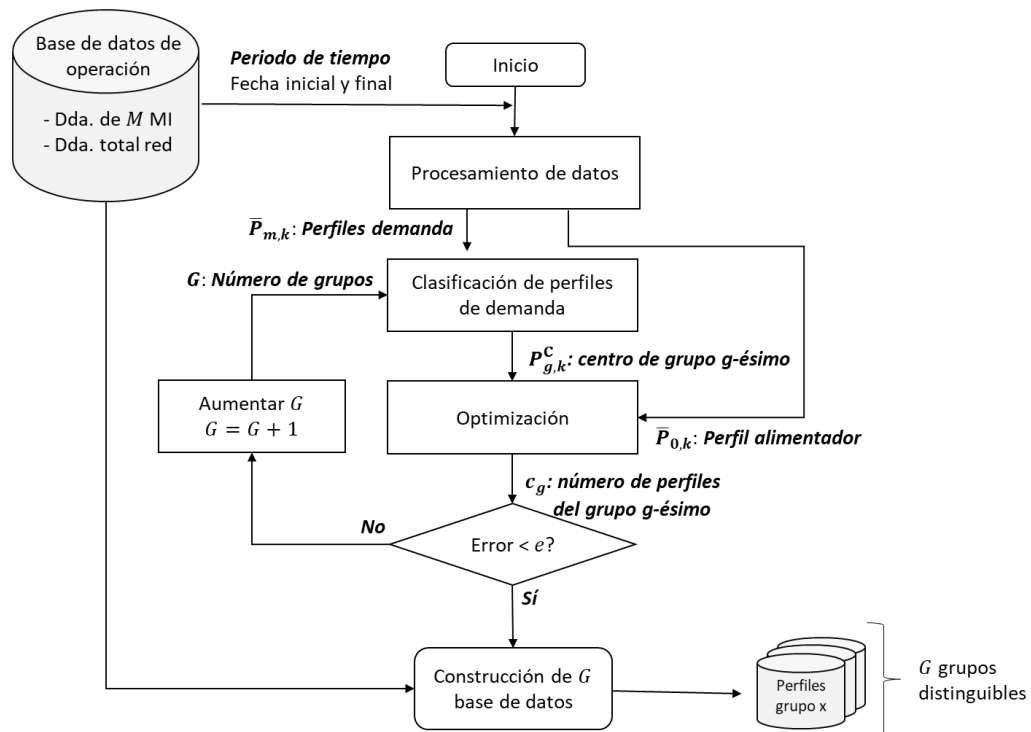 Base de datos de
operación
- Dda. de M MI
- Dda. total red
Periodo de tiempo
Fecha inicial y final
Inicio
Procesamiento de datos
P̅ₘ,ₖ: Perfiles demanda
G: Número de grupos
Clasificación de perfiles
de demanda
P^c_{g,k}: centro de grupo g-ésimo
Aumentar G
G = G + 1
Optimización
P̅₀,ₖ: Perfil alimentador
c_g: número de perfiles
del grupo g-ésimo
No
Error < e?
Sí
Construcción de G
base de datos
Perfiles
grupo x
G grupos
distinguibles